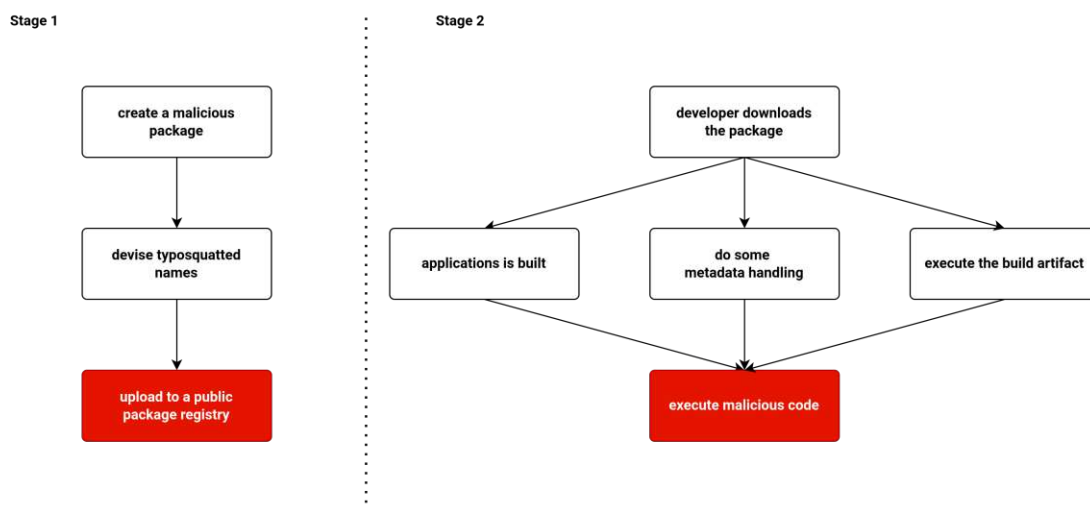 Stage 1
Stage 2
create a malicious
package
developer downloads
the package
devise typosquatted
names
applications is built
do some
metadata handling
execute the build artifact
upload to a public
package registry
execute malicious code